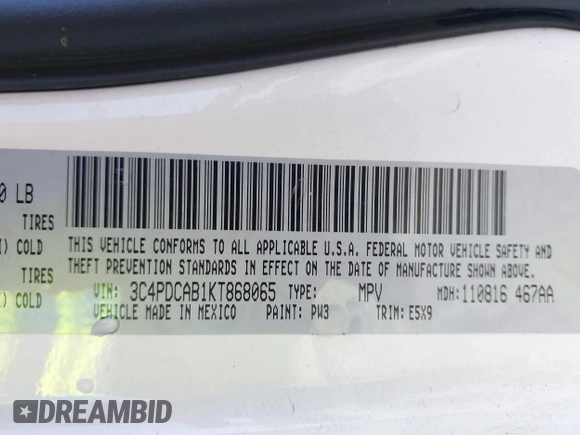 0 LB
TIRES
) COLD
TIRES
) COLD
THIS VEHICLE CONFORMS TO ALL APPLICABLE U.S.A. FEDERAL MOTOR VEHICLE SAFETY AND
THEFT PREVENTION STANDARDS IN EFFECT ON THE DATE OF MANUFACTURE SHOWN ABOVE.
VIN: 3C4PDCAB1KT868065 TYPE: MPV MDH: 110816 467AA
VEHICLE MADE IN MEXICO PAINT: PW3 TRIM: E5X9
DREAMBID